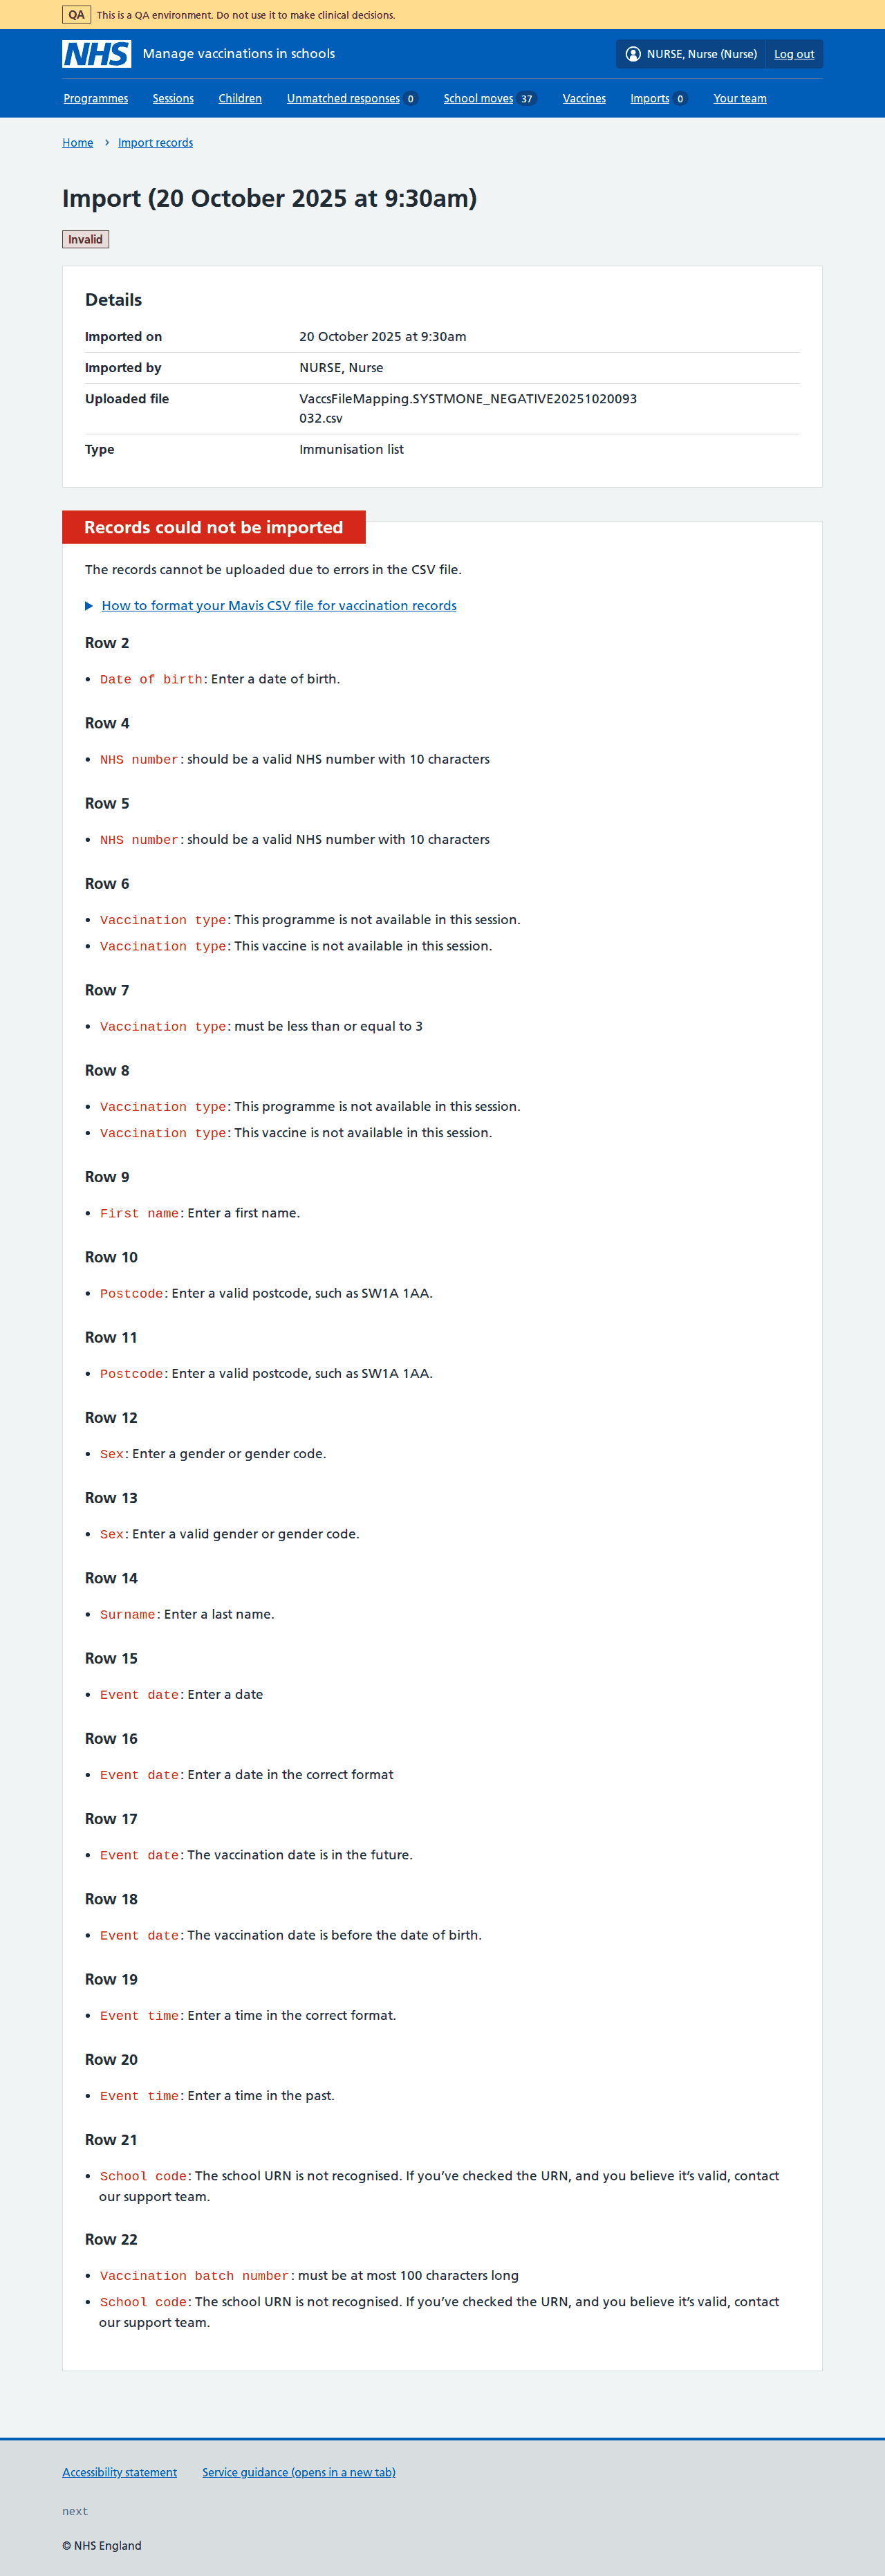 QA This is a QA environment. Do not use it to make clinical decisions.
NHS Manage vaccinations in schools NURSE, Nurse (Nurse) Log out
Programmes Sessions Children Unmatched responses 0 School moves 37 Vaccines Imports 0 Your team
Home › Import records
Import (20 October 2025 at 9:30am)
Invalid
Details
Imported on 20 October 2025 at 9:30am
Imported by NURSE, Nurse
Uploaded file VaccsFileMapping.SYSTMONE_NEGATIVE20251020093
032.csv
Type Immunisation list
Records could not be imported
The records cannot be uploaded due to errors in the CSV file.
How to format your Mavis CSV file for vaccination records
Row 2
• Date of birth: Enter a date of birth.
Row 4
• NHS number: should be a valid NHS number with 10 characters
Row 5
• NHS number: should be a valid NHS number with 10 characters
Row 6
• Vaccination type: This programme is not available in this session.
• Vaccination type: This vaccine is not available in this session.
Row 7
• Vaccination type: must be less than or equal to 3
Row 8
• Vaccination type: This programme is not available in this session.
• Vaccination type: This vaccine is not available in this session.
Row 9
• First name: Enter a first name.
Row 10
• Postcode: Enter a valid postcode, such as SW1A 1AA.
Row 11
• Postcode: Enter a valid postcode, such as SW1A 1AA.
Row 12
• Sex: Enter a gender or gender code.
Row 13
• Sex: Enter a valid gender or gender code.
Row 14
• Surname: Enter a last name.
Row 15
• Event date: Enter a date
Row 16
• Event date: Enter a date in the correct format
Row 17
• Event date: The vaccination date is in the future.
Row 18
• Event date: The vaccination date is before the date of birth.
Row 19
• Event time: Enter a time in the correct format.
Row 20
• Event time: Enter a time in the past.
Row 21
• School code: The school URN is not recognised. If you’ve checked the URN, and you believe it’s valid, contact
our support team.
Row 22
• Vaccination batch number: must be at most 100 characters long
• School code: The school URN is not recognised. If you’ve checked the URN, and you believe it’s valid, contact
our support team.
Accessibility statement Service guidance (opens in a new tab)
next
© NHS England